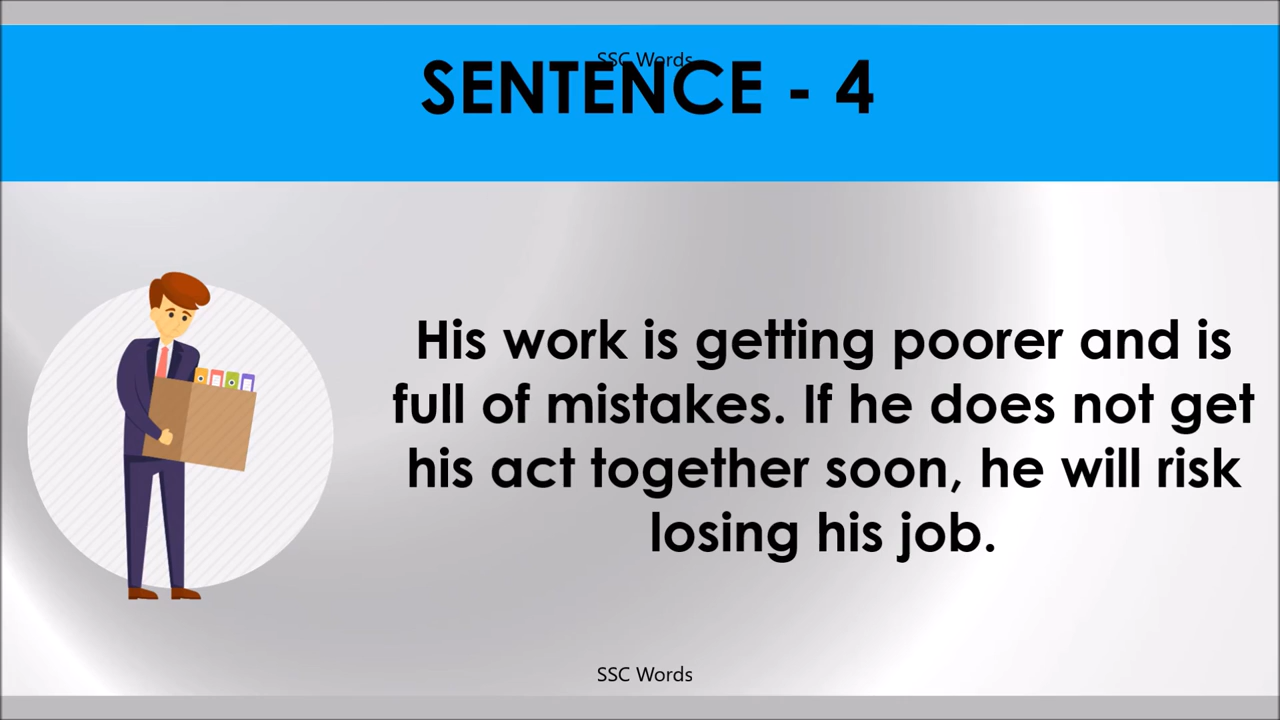 SSC Words
SENTENCE - 4
His work is getting poorer and is
full of mistakes. If he does not get
his act together soon, he will risk
losing his job.
SSC Words